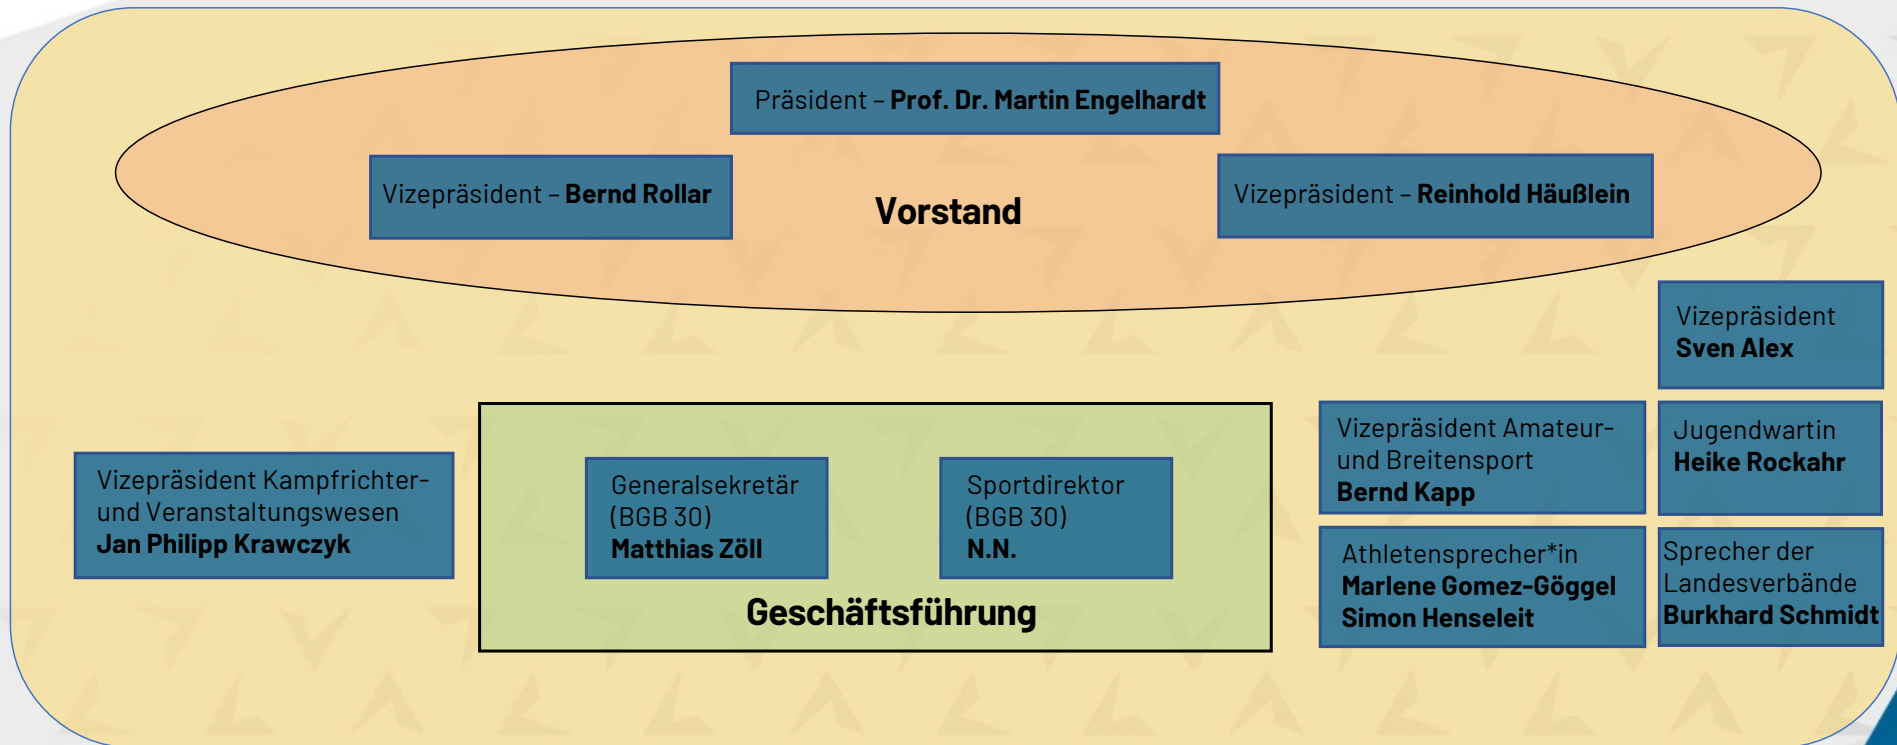 Präsident – Prof. Dr. Martin Engelhardt
Vizepräsident – Bernd Rollar
Vizepräsident – Reinhold Häußlein
Vorstand
Vizepräsident
Sven Alex
Vizepräsident Kampfrichter-
und Veranstaltungswesen
Jan Philipp Krawczyk
Generalsekretär
(BGB 30)
Matthias Zöll
Sportdirektor
(BGB 30)
N.N.
Geschäftsführung
Vizepräsident Amateur-
und Breitensport
Bernd Kapp
Jugendwartin
Heike Rockahr
Athletensprecher*in
Marlene Gomez-Göggel
Simon Henseleit
Sprecher der
Landesverbände
Burkhard Schmidt